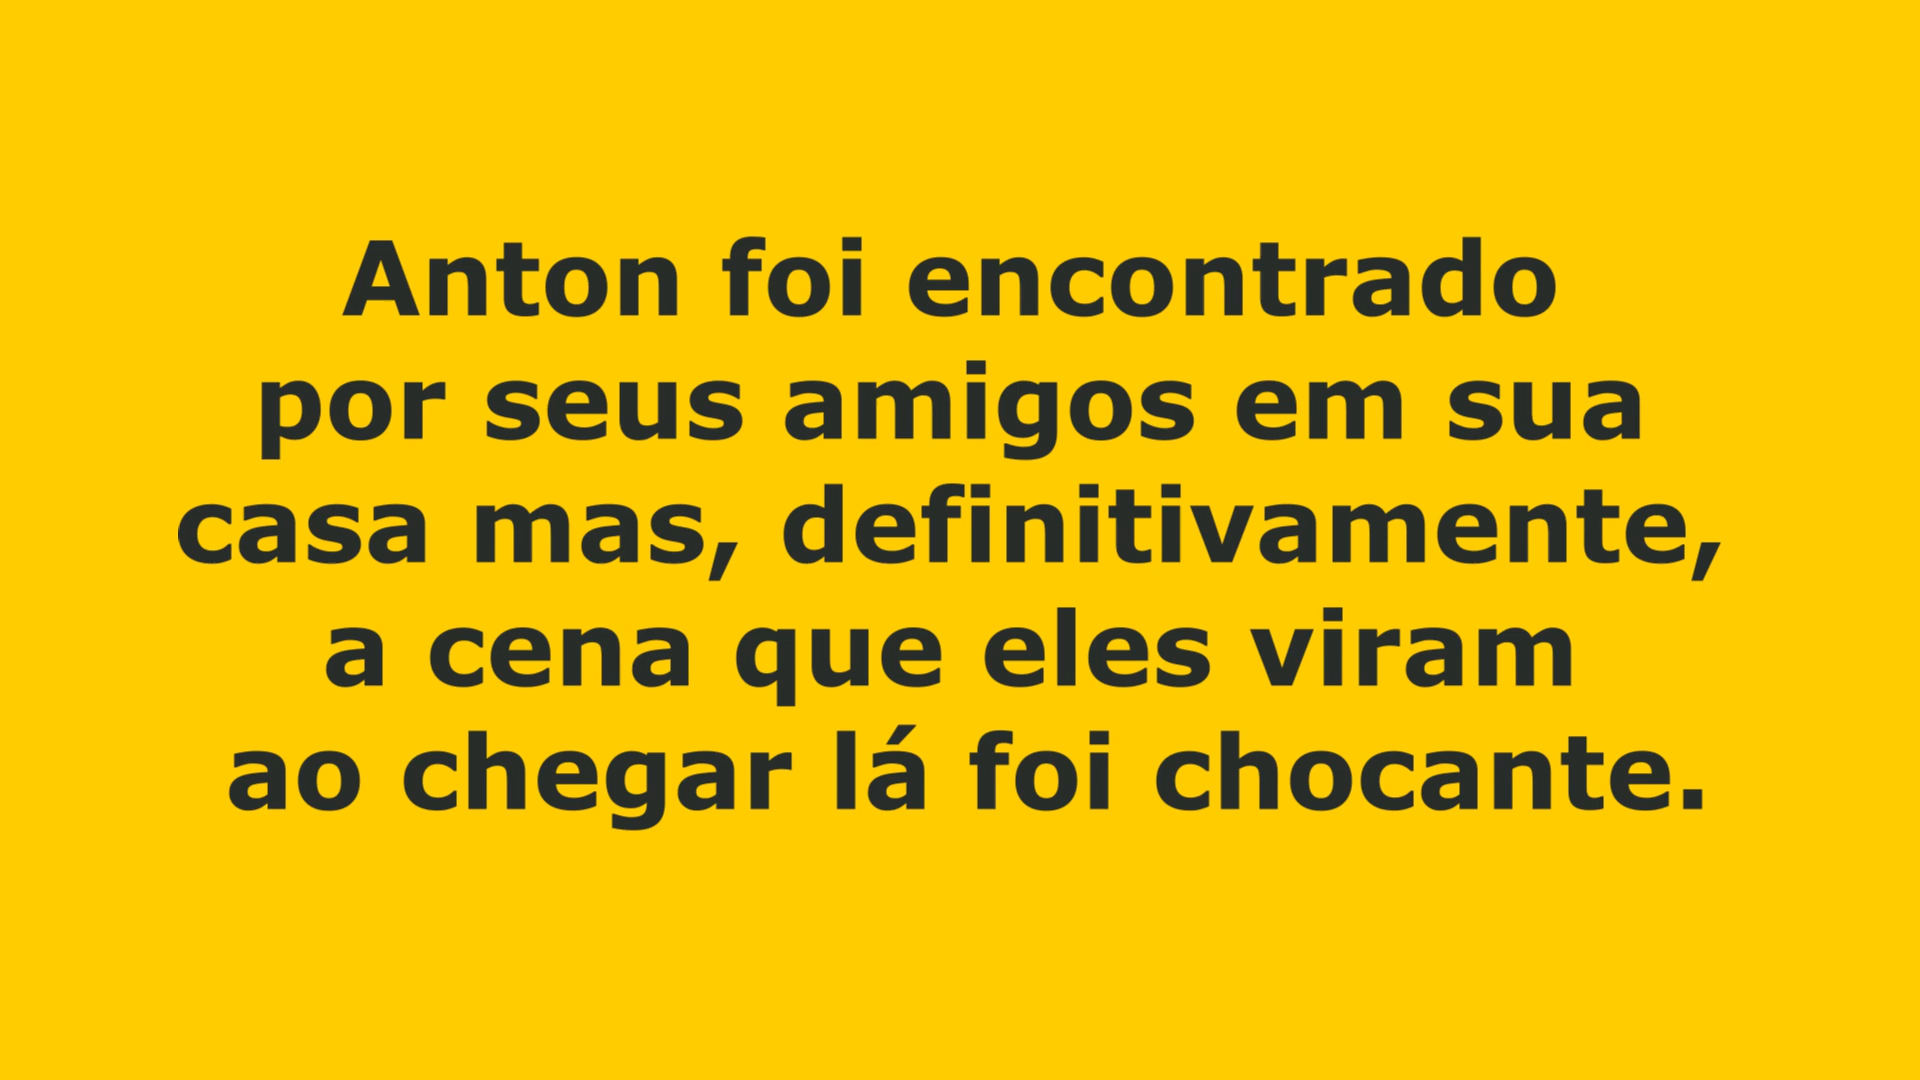 Anton foi encontrado
por seus amigos em sua
casa mas, definitivamente,
a cena que eles viram
ao chegar lá foi chocante.